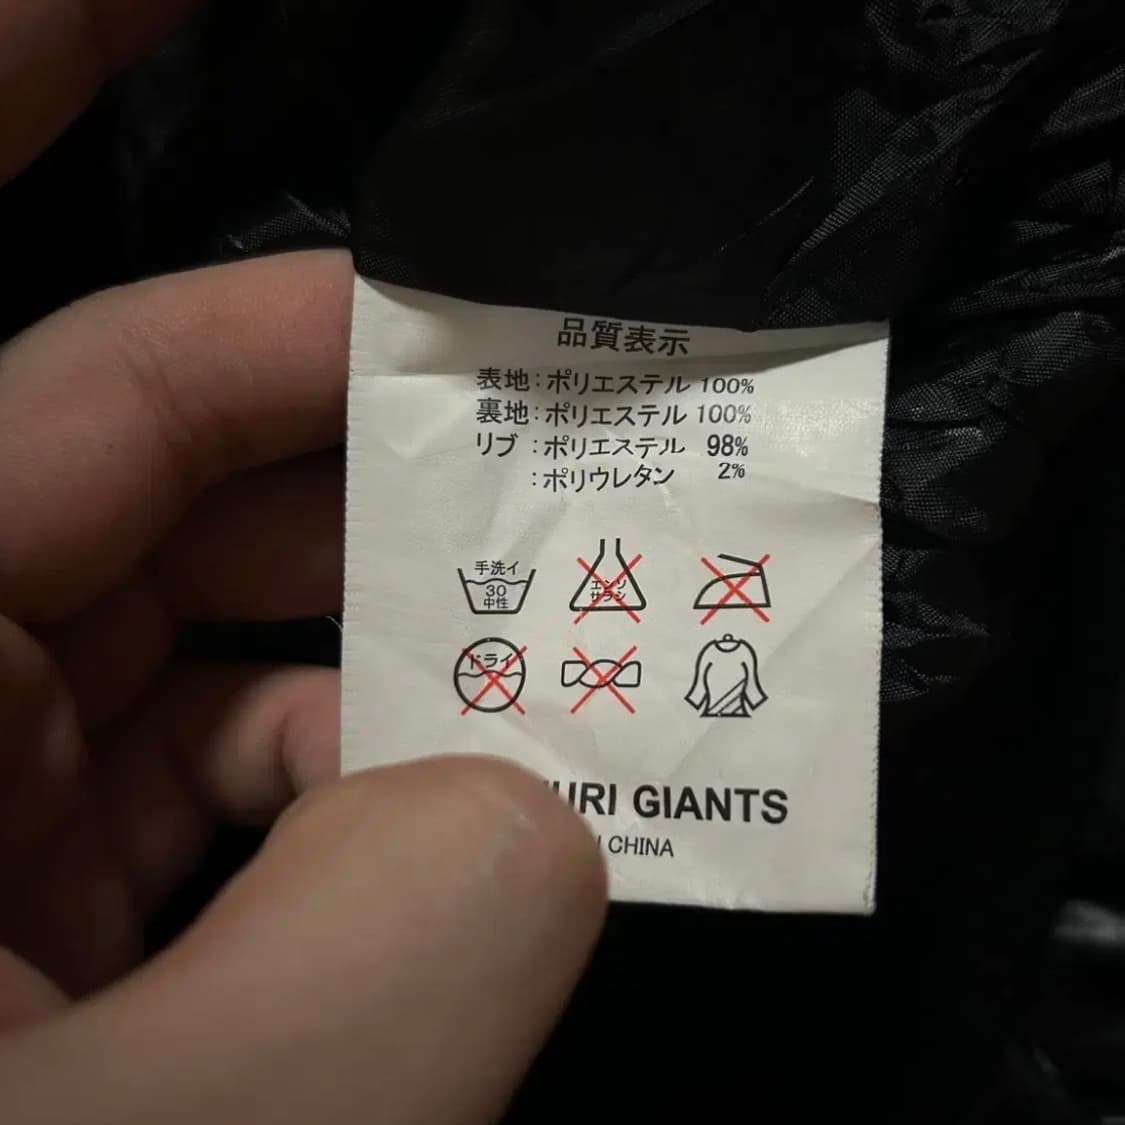 品質表示
表地:ポリエステル 100%
裏地:ポリエステル 100%
リブ :ポリエステル 98%
:ポリウレタン 2%
手洗イ
30
中性
エンソ
サラシ
ドライ
GIANTS
CHINA